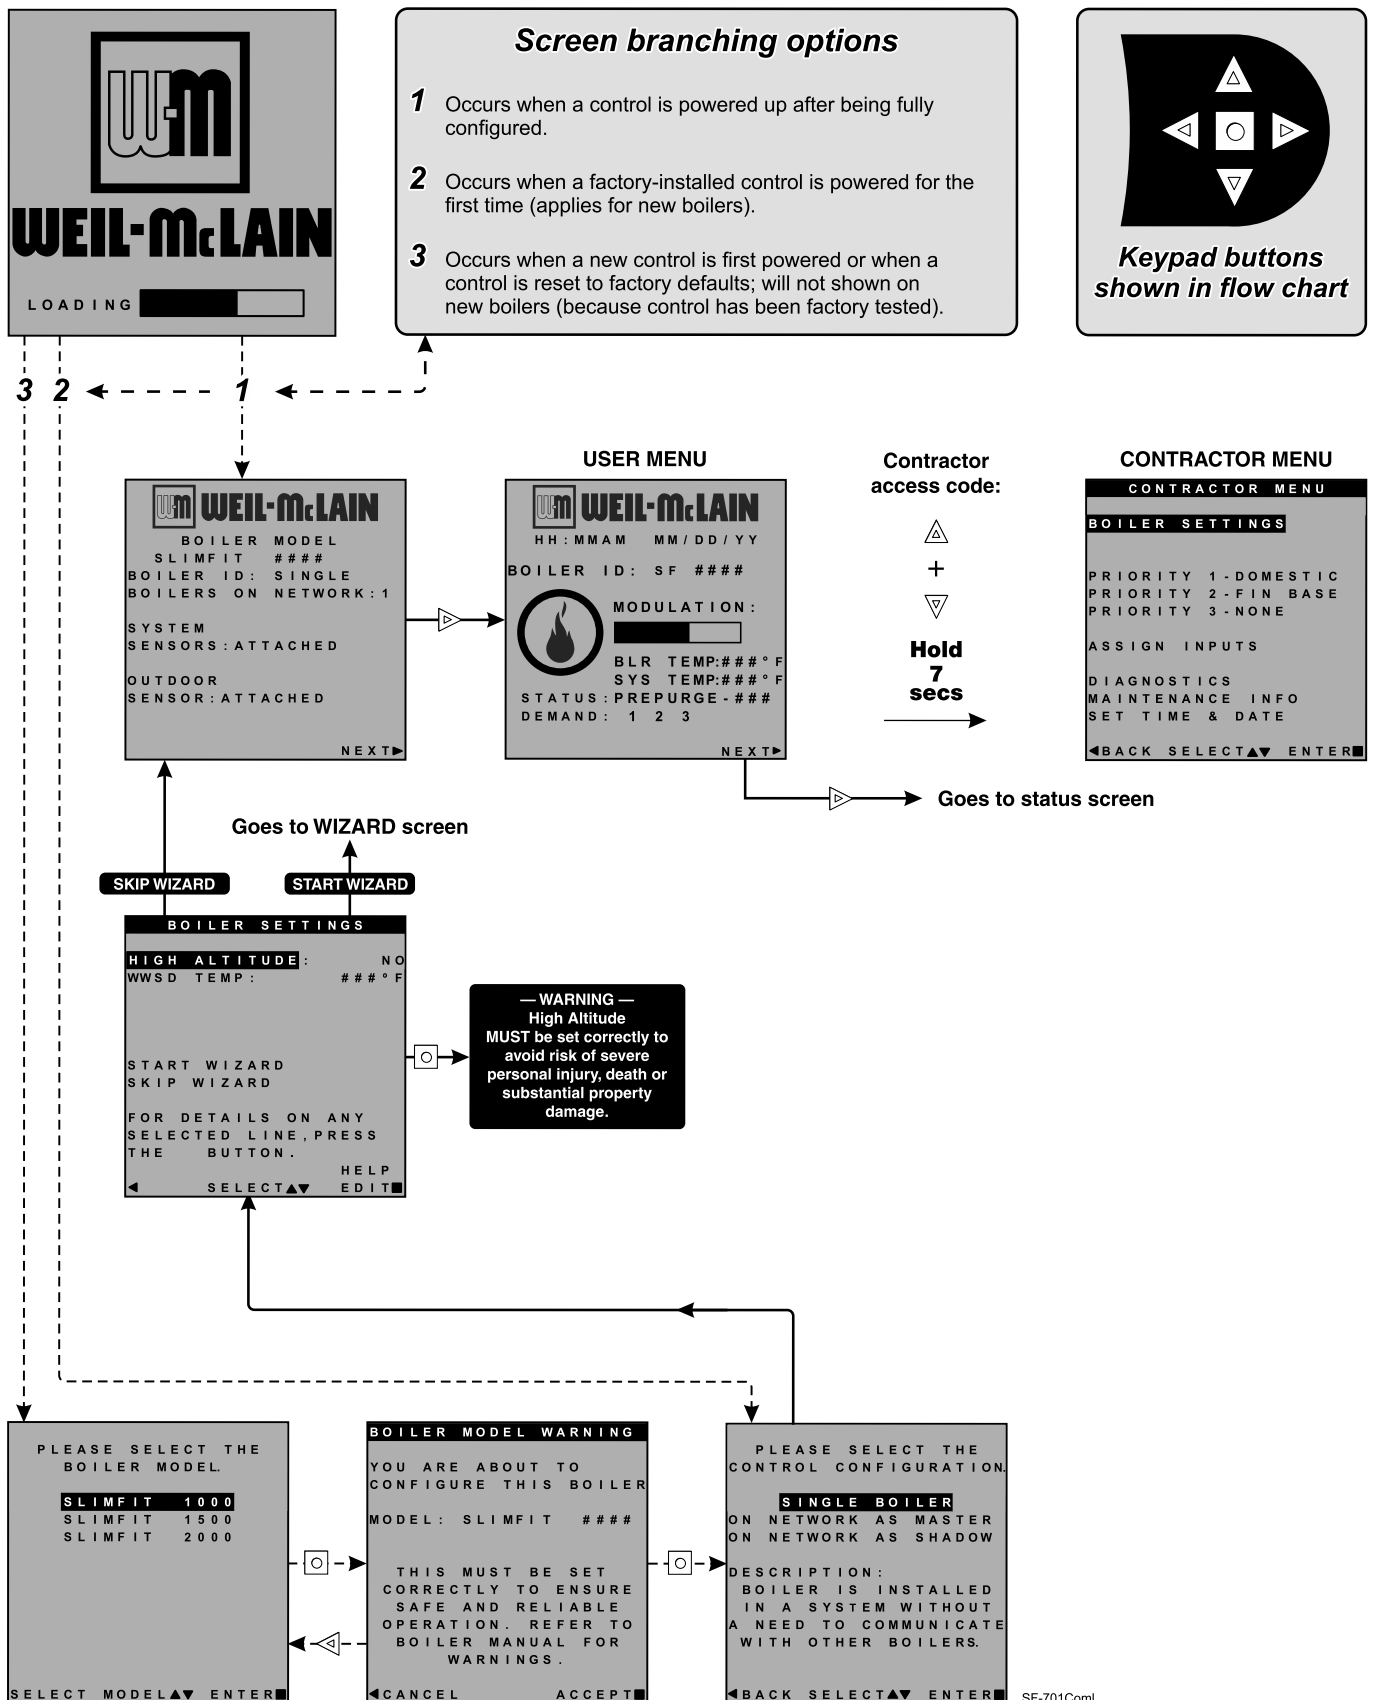 WM
WEIL-McLAIN
LOADING
Screen branching options
1 Occurs when a control is powered up after being fully
configured.
2 Occurs when a factory-installed control is powered for the
first time (applies for new boilers).
3 Occurs when a new control is first powered or when a
control is reset to factory defaults; will not shown on
new boilers (because control has been factory tested).
Keypad buttons
shown in flow chart
3 2 1
WM WEIL-McLAIN
BOILER MODEL
SLIMFIT ####
BOILER ID: SINGLE
BOILERS ON NETWORK:1
SYSTEM
SENSORS:ATTACHED
OUTDOOR
SENSOR:ATTACHED
NEXT▶
USER MENU
WM WEIL-McLAIN
HH:MMAM MM/DD/YY
BOILER ID: SF ####
MODULATION:
BLR TEMP:###°F
SYS TEMP:###°F
STATUS:PREPURGE-###
DEMAND: 1 2 3
NEXT▶
Contractor
access code:
+
Hold
7
secs
CONTRACTOR MENU
CONTRACTOR MENU
BOILER SETTINGS
PRIORITY 1-DOMESTIC
PRIORITY 2-FIN BASE
PRIORITY 3-NONE
ASSIGN INPUTS
DIAGNOSTICS
MAINTENANCE INFO
SET TIME & DATE
◀BACK SELECT▲▼ ENTER■
Goes to status screen
Goes to WIZARD screen
SKIP WIZARD
START WIZARD
BOILER SETTINGS
HIGH ALTITUDE: NO
WWSD TEMP: ###°F
START WIZARD
SKIP WIZARD
FOR DETAILS ON ANY
SELECTED LINE,PRESS
THE BUTTON.
HELP
◀ SELECT▲▼ EDIT■
— WARNING —
High Altitude
MUST be set correctly to
avoid risk of severe
personal injury, death or
substantial property
damage.
PLEASE SELECT THE
BOILER MODEL.
SLIMFIT 1000
SLIMFIT 1500
SLIMFIT 2000
SELECT MODEL▲▼ ENTER■
BOILER MODEL WARNING
YOU ARE ABOUT TO
CONFIGURE THIS BOILER
MODEL: SLIMFIT ####
THIS MUST BE SET
CORRECTLY TO ENSURE
SAFE AND RELIABLE
OPERATION. REFER TO
BOILER MANUAL FOR
WARNINGS.
◀CANCEL ACCEPT■
PLEASE SELECT THE
CONTROL CONFIGURATION.
SINGLE BOILER
ON NETWORK AS MASTER
ON NETWORK AS SHADOW
DESCRIPTION:
BOILER IS INSTALLED
IN A SYSTEM WITHOUT
A NEED TO COMMUNICATE
WITH OTHER BOILERS.
◀BACK SELECT▲▼ ENTER■
SF-701Coml